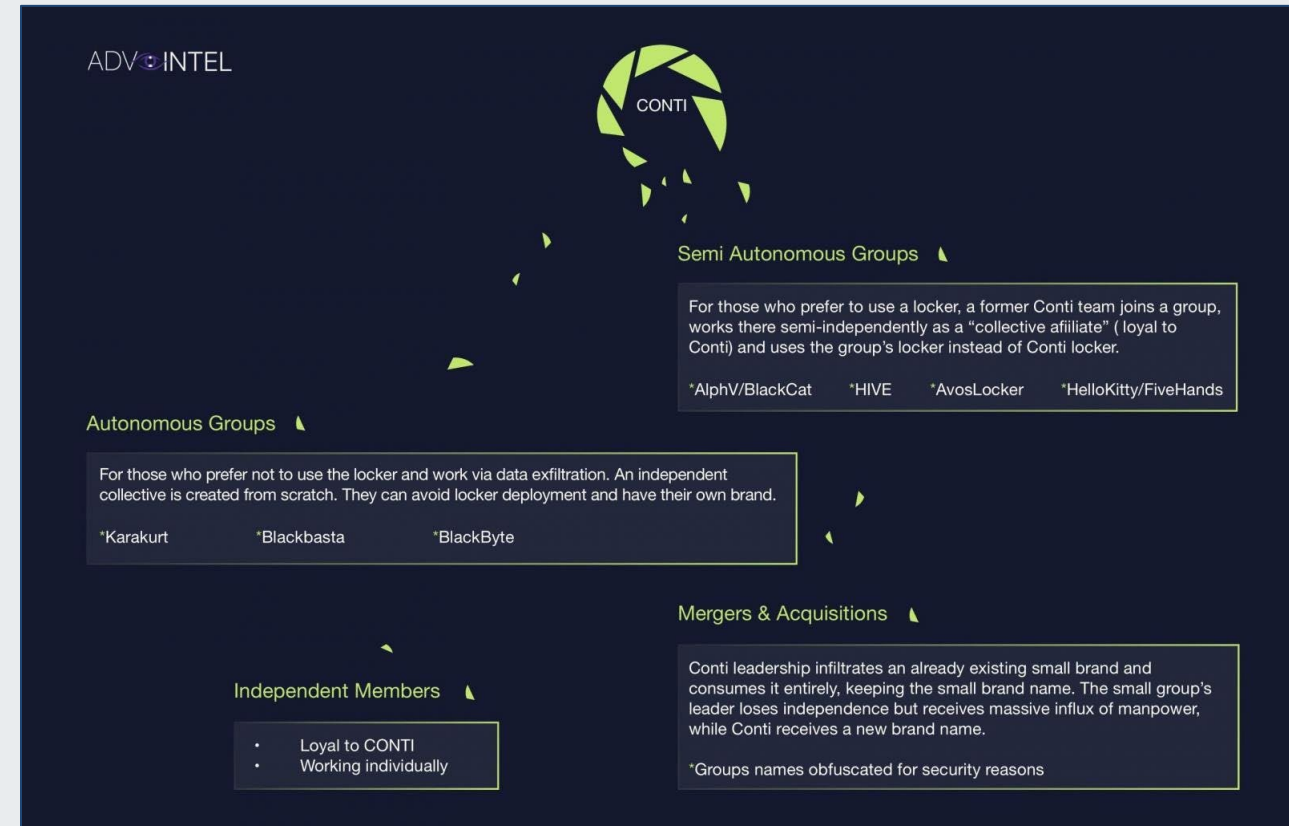 ADVINTEL
CONTI
Semi Autonomous Groups
For those who prefer to use a locker, a former Conti team joins a group,
works there semi-independently as a “collective afiiliate” ( loyal to
Conti) and uses the group’s locker instead of Conti locker.
*AlphV/BlackCat *HIVE *AvosLocker *HelloKitty/FiveHands
Autonomous Groups
For those who prefer not to use the locker and work via data exfiltration. An independent
collective is created from scratch. They can avoid locker deployment and have their own brand.
*Karakurt *Blackbasta *BlackByte
Mergers & Acquisitions
Conti leadership infiltrates an already existing small brand and
consumes it entirely, keeping the small brand name. The small group’s
leader loses independence but receives massive influx of manpower,
while Conti receives a new brand name.
*Groups names obfuscated for security reasons
Independent Members
• Loyal to CONTI
• Working individually